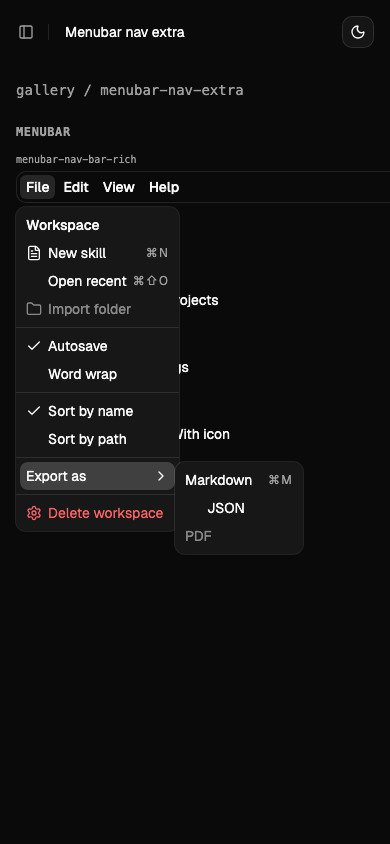 Menubar nav extra
gallery / menubar-nav-extra
MENUBAR
menubar-nav-bar-rich
File Edit View Help
Workspace
New skill ⌘N
Open recent ⌘⇧O
ojects
Import folder
Autosave
gs
Word wrap
Sort by name
With icon
Sort by path
Export as
Markdown ⌘M
JSON
Delete workspace
PDF